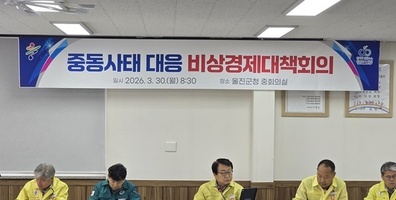 중동사태 대응 비상경제대책회의
일시 2026. 3. 30.(월) 8:30 장소 울진군청 중회의실